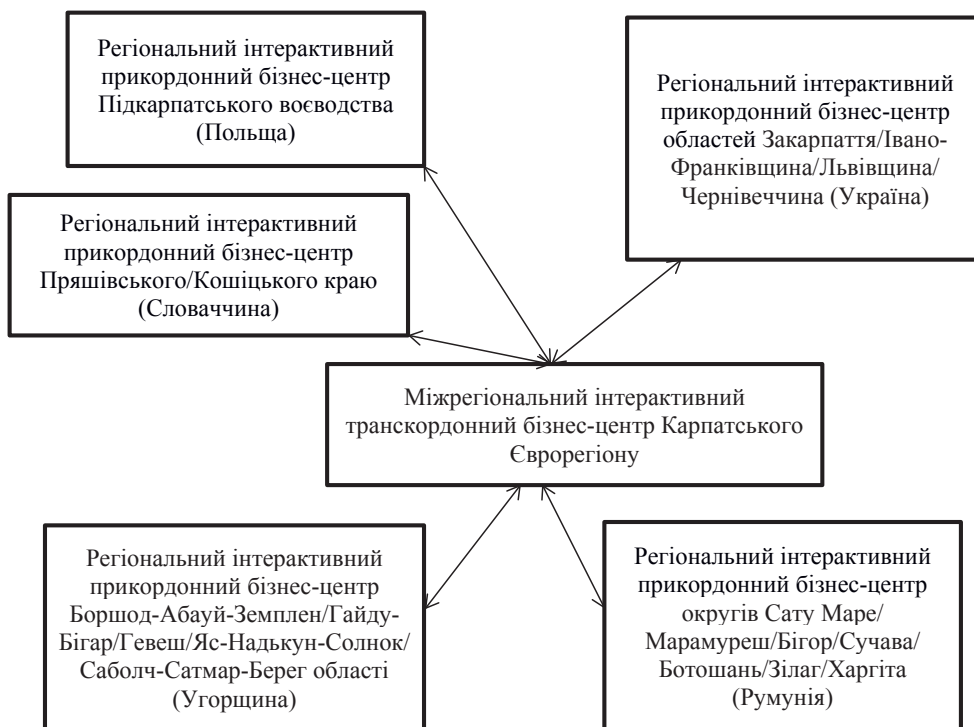 Регіональний інтерактивний
прикордонний бізнес-центр
Підкарпатського воєводства
(Польща)
Регіональний інтерактивний
прикордонний бізнес-центр
областей Закарпаття/Івано-
Франківщина/Львівщина/
Чернівеччина (Україна)
Регіональний інтерактивний
прикордонний бізнес-центр
Пряшівського/Кошіцького краю
(Словаччина)
Міжрегіональний інтерактивний
транскордонний бізнес-центр Карпатського
Єврорегіону
Регіональний інтерактивний
прикордонний бізнес-центр
Боршод-Абауй-Земплен/Гайду-
Бігар/Гевеш/Яс-Надькун-Солнок/
Саболч-Сатмар-Берег області
(Угорщина)
Регіональний інтерактивний
прикордонний бізнес-центр
округів Сату Маре/
Марамуреш/Бігор/Сучава/
Ботошань/Зілаг/Харгіта
(Румунія)